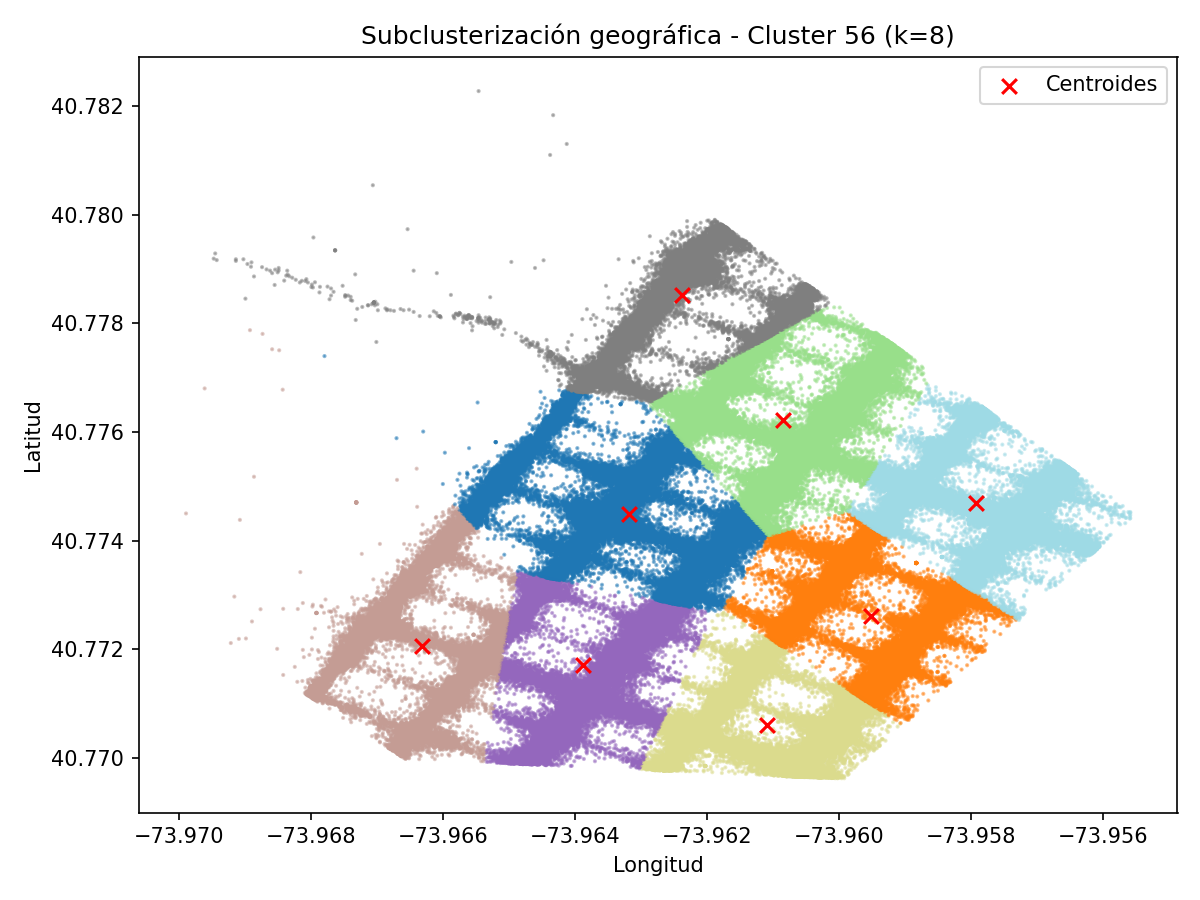 Subclusterización geográfica - Cluster 56 (k=8)
Centroides
Latitud
40.782
40.780
40.778
40.776
40.774
40.772
40.770
−73.970 −73.968 −73.966 −73.964 −73.962 −73.960 −73.958 −73.956
Longitud